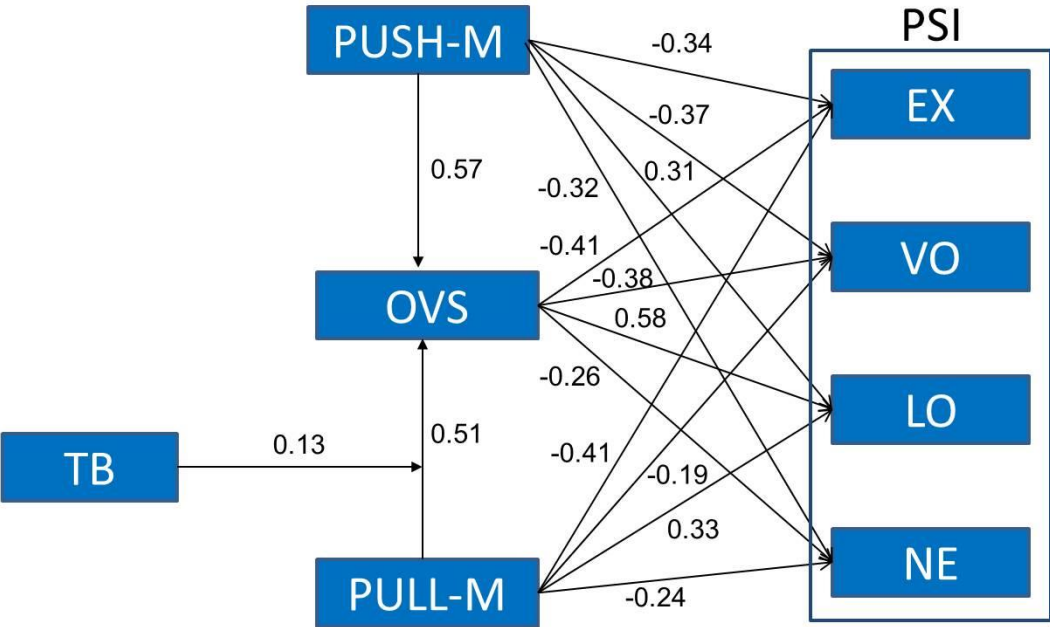 PSI
PUSH-M
-0.34
EX
-0.37
0.57
0.31
-0.32
-0.41
VO
-0.38
OVS
0.58
-0.26
LO
0.13
0.51
TB
-0.41
-0.19
0.33
NE
PULL-M
-0.24